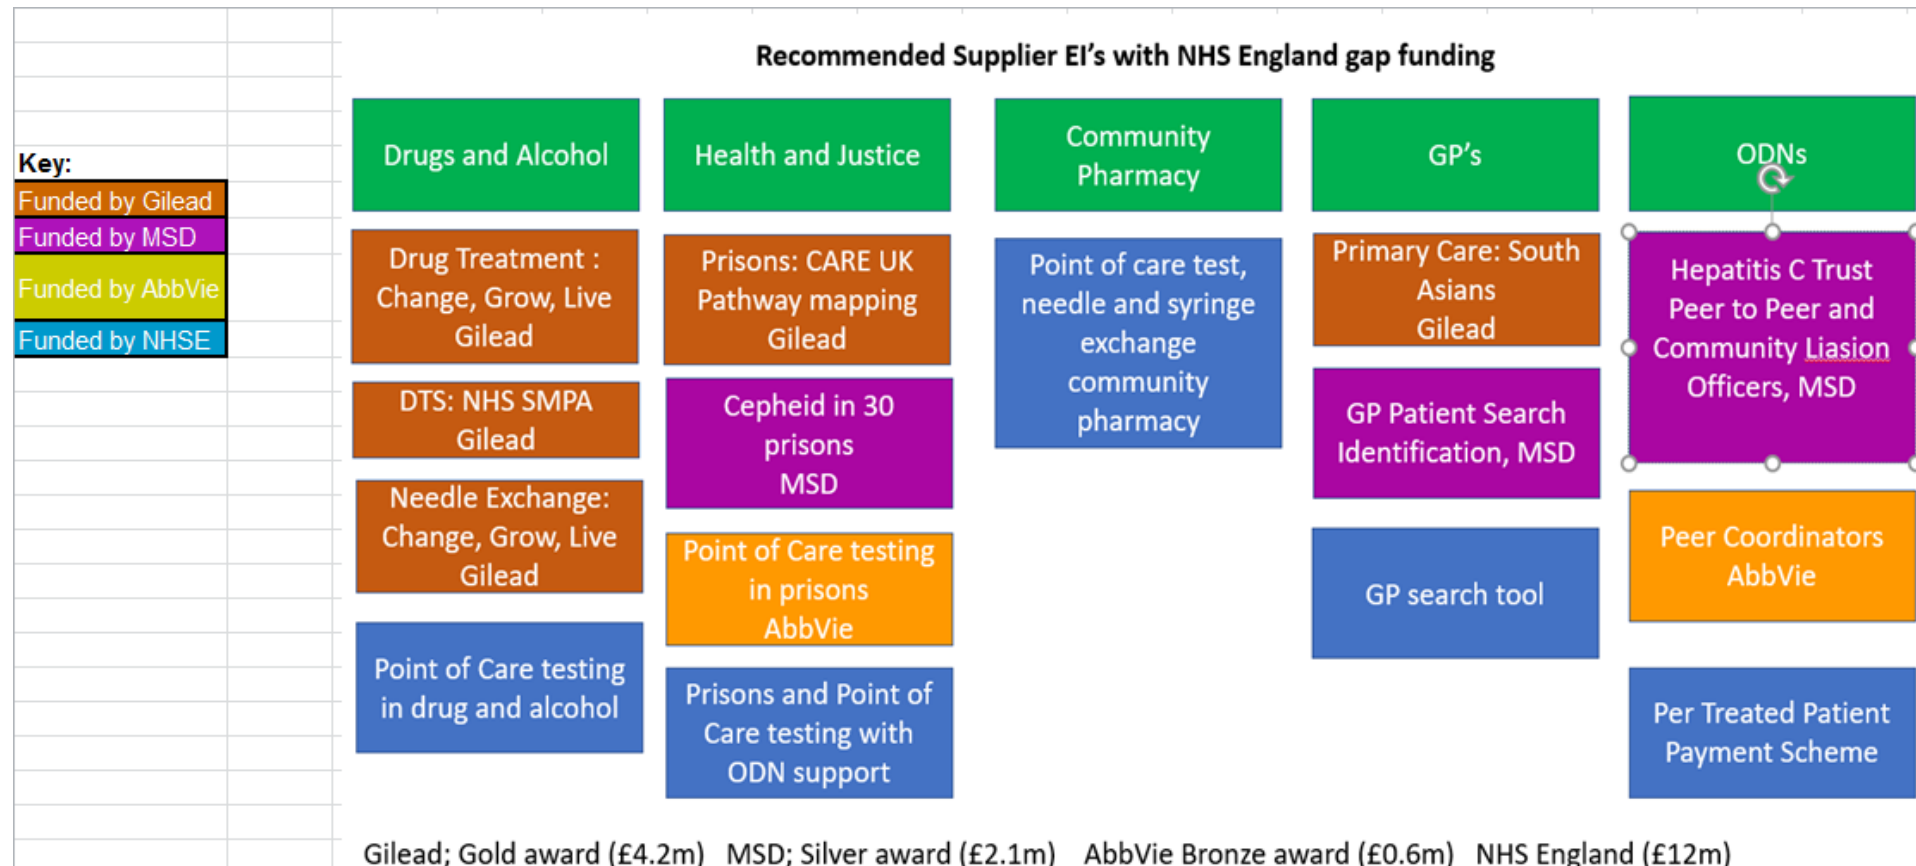 Recommended Supplier EI's with NHS England gap funding
Key:
Funded by Gilead
Funded by MSD
Funded by AbbVie
Funded by NHSE
Drugs and Alcohol
Drug Treatment :
Change, Grow, Live
Gilead
DTS: NHS SMPA
Gilead
Needle Exchange:
Change, Grow, Live
Gilead
Point of Care testing
in drug and alcohol
Health and Justice
Prisons: CARE UK
Pathway mapping
Gilead
Cepheid in 30
prisons
MSD
Point of Care testing
in prisons
AbbVie
Prisons and Point of
Care testing with
ODN support
Community
Pharmacy
Point of care test,
needle and syringe
exchange
community
pharmacy
GP's
Primary Care: South
Asians
Gilead
GP Patient Search
Identification, MSD
GP search tool
ODNs
Hepatitis C Trust
Peer to Peer and
Community Liasion
Officers, MSD
Peer Coordinators
AbbVie
Per Treated Patient
Payment Scheme
Gilead; Gold award (£4.2m) MSD; Silver award (£2.1m) AbbVie Bronze award (£0.6m) NHS England (£12m)